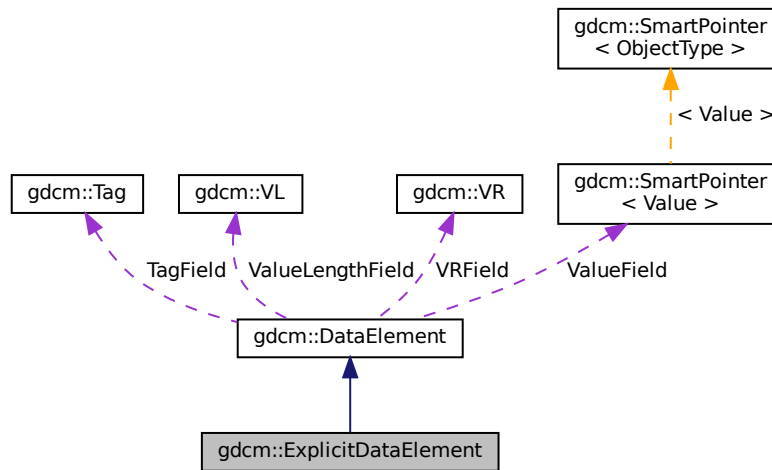 gdcm::SmartPointer
< ObjectType >
< Value >
gdcm::Tag
gdcm::VL
gdcm::VR
gdcm::SmartPointer
< Value >
TagField
ValueLengthField
VRField
ValueField
gdcm::DataElement
gdcm::ExplicitDataElement